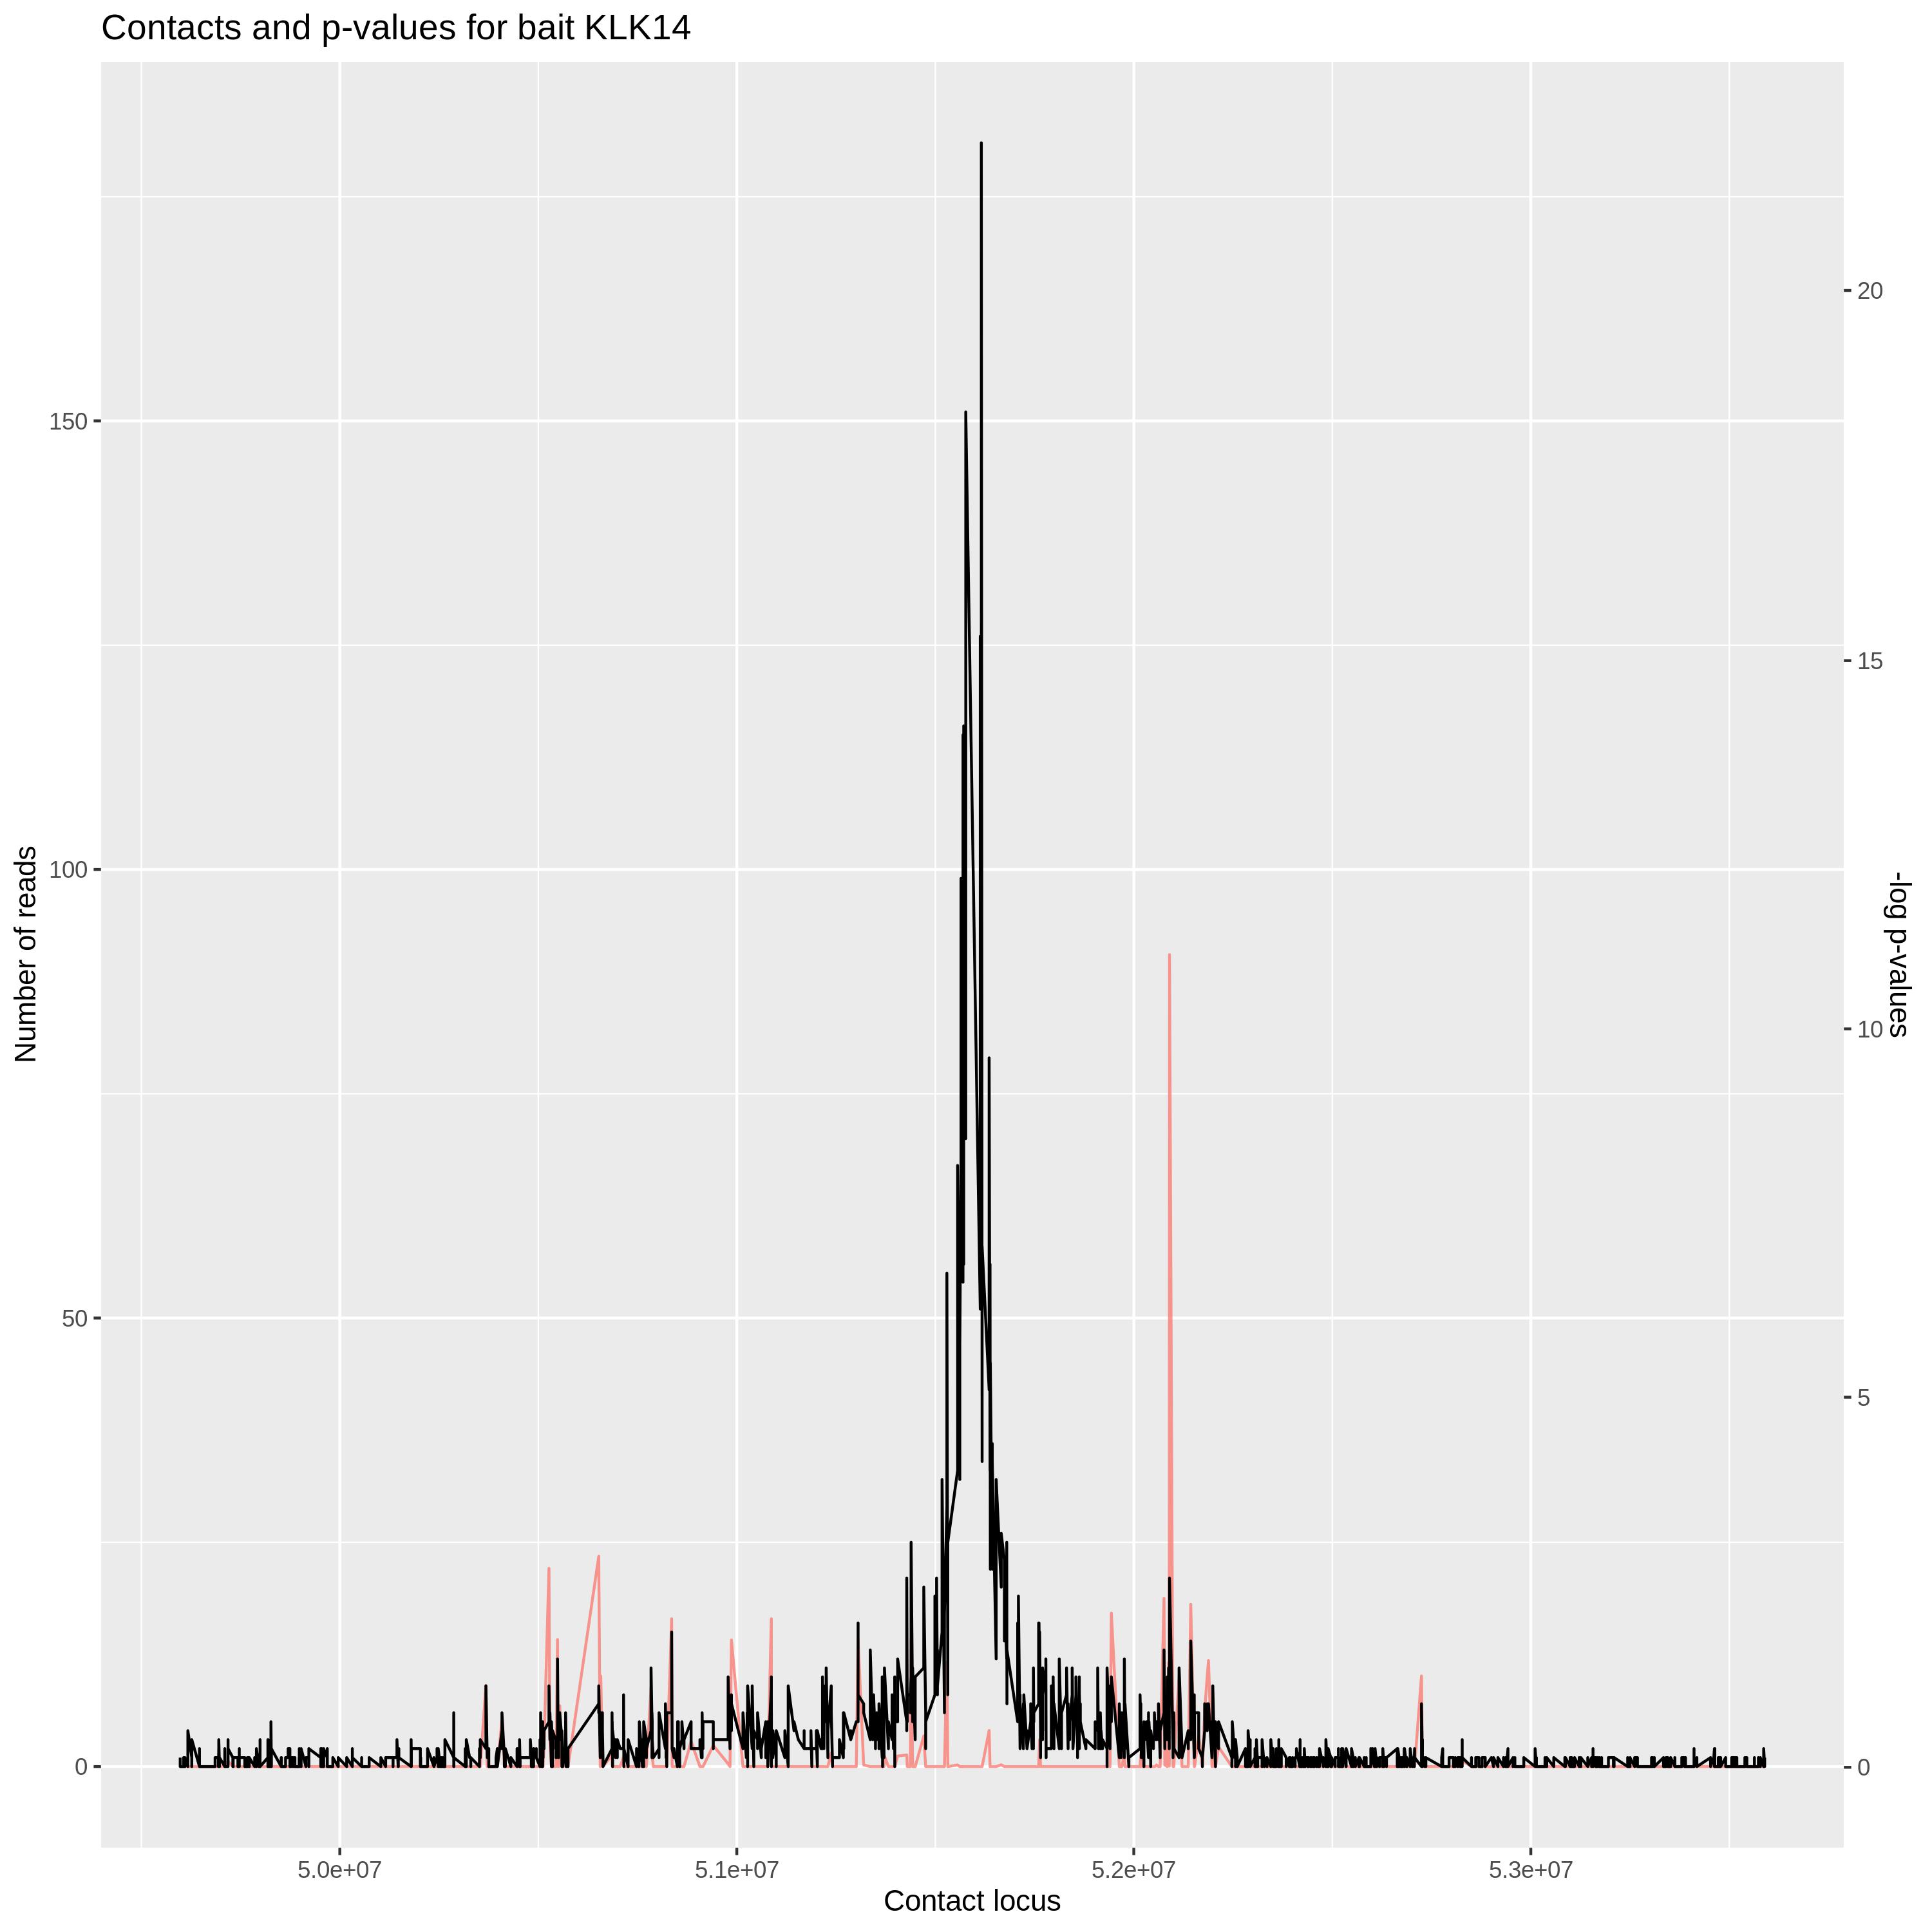 Contacts and p-values for bait KLK14
Number of reads
150
100
50
0
20
15
10
5
0
-log p-values
5.0e+07 5.1e+07 5.2e+07 5.3e+07
Contact locus